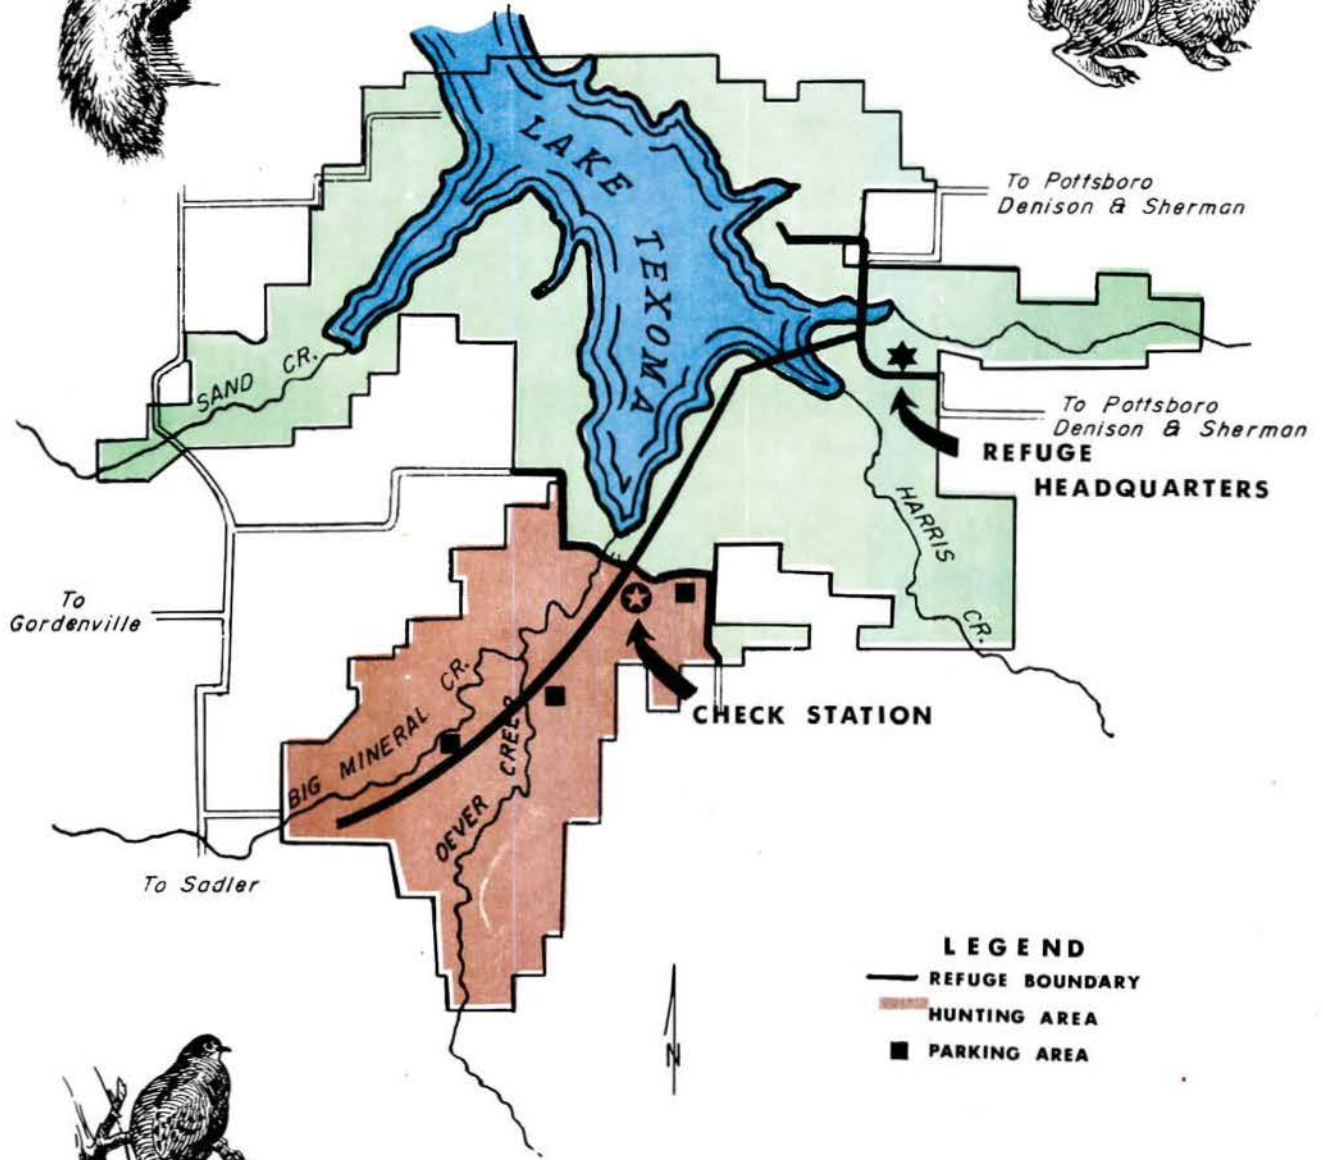 LAKE
TEXOMA
To Pottsboro
Denison & Sherman
SAND CR.
To Pottsboro
Denison & Sherman
REFUGE
HEADQUARTERS
HARRIS
CR.
To
Gordenville
CHECK STATION
BIG MINERAL CR.
DEVER CREEK
To Sadler
LEGEND
REFUGE BOUNDARY
HUNTING AREA
PARKING AREA
N